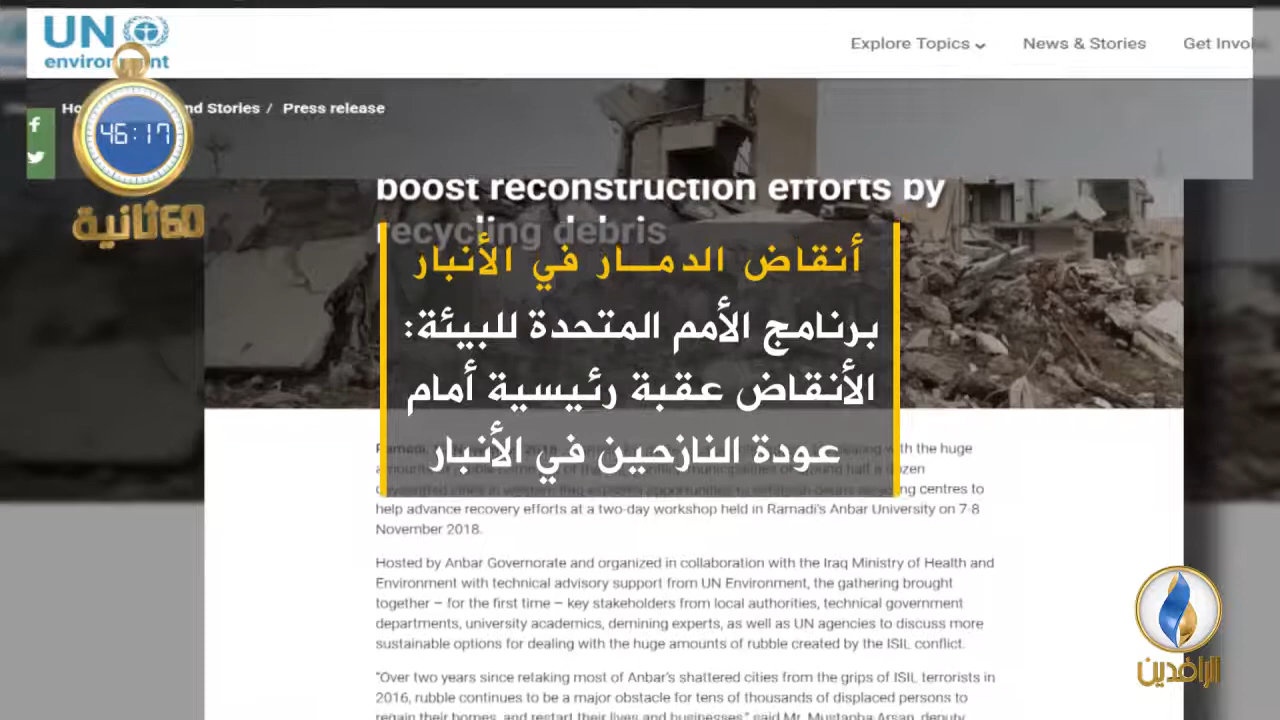 UN
environment
Explore Topics
News & Stories
Get Invol
nd Stories / Press release
46:17
60ثانية
boost reconstruction efforts by
recycling debris
أنقاض الدمــار في الأنبار
برنامج الأمم المتحدة للبيئة:
الأنقاض عقبة رئيسية أمام
عودة النازحين في الأنبار
with the huge
help advance recovery efforts at a two-day workshop held in Ramadi's Anbar University on 7-8
November 2018.
Hosted by Anbar Governorate and organized in collaboration with the Iraq Ministry of Health and
Environment with technical advisory support from UN Environment, the gathering brought
together – for the first time – key stakeholders from local authorities, technical government
departments, university academics, demining experts, as well as UN agencies to discuss more
sustainable options for dealing with the huge amounts of rubble created by the ISIL conflict.
"Over two years since retaking most of Anbar's shattered cities from the grips of ISIL terrorists in
2016, rubble continues to be a major obstacle for tens of thousands of displaced persons to
regain their homes, and restart their lives and businesses," said Mr. Mustapha Arsan, deputy
الرافدين